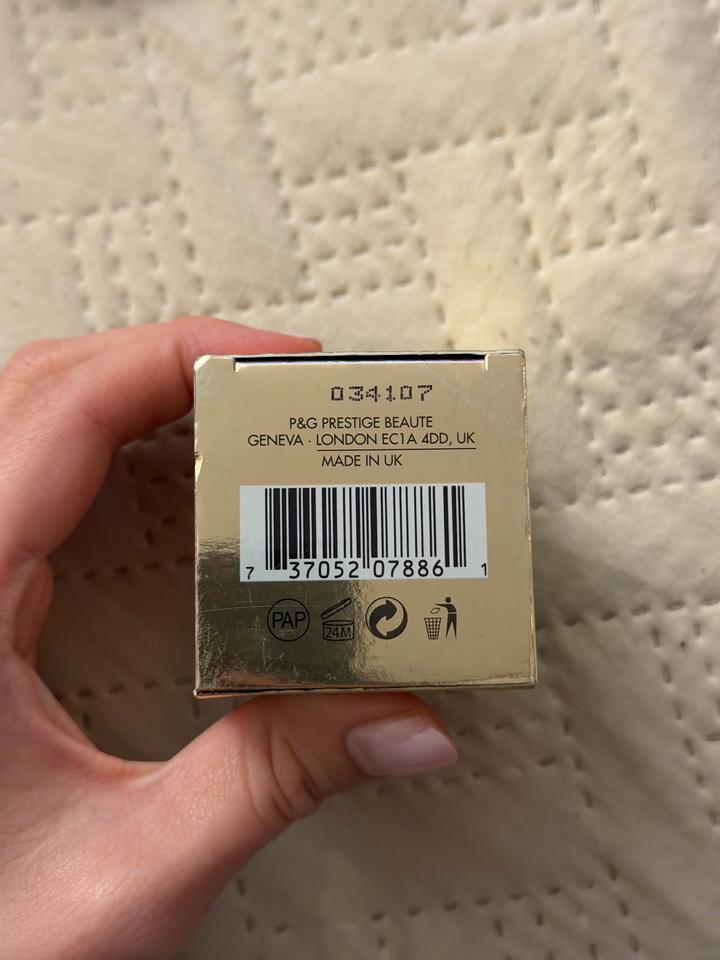 034107
P&G PRESTIGE BEAUTE
GENEVA · LONDON EC1A 4DD, UK
MADE IN UK
7 37052 07886 1
PAP 24M